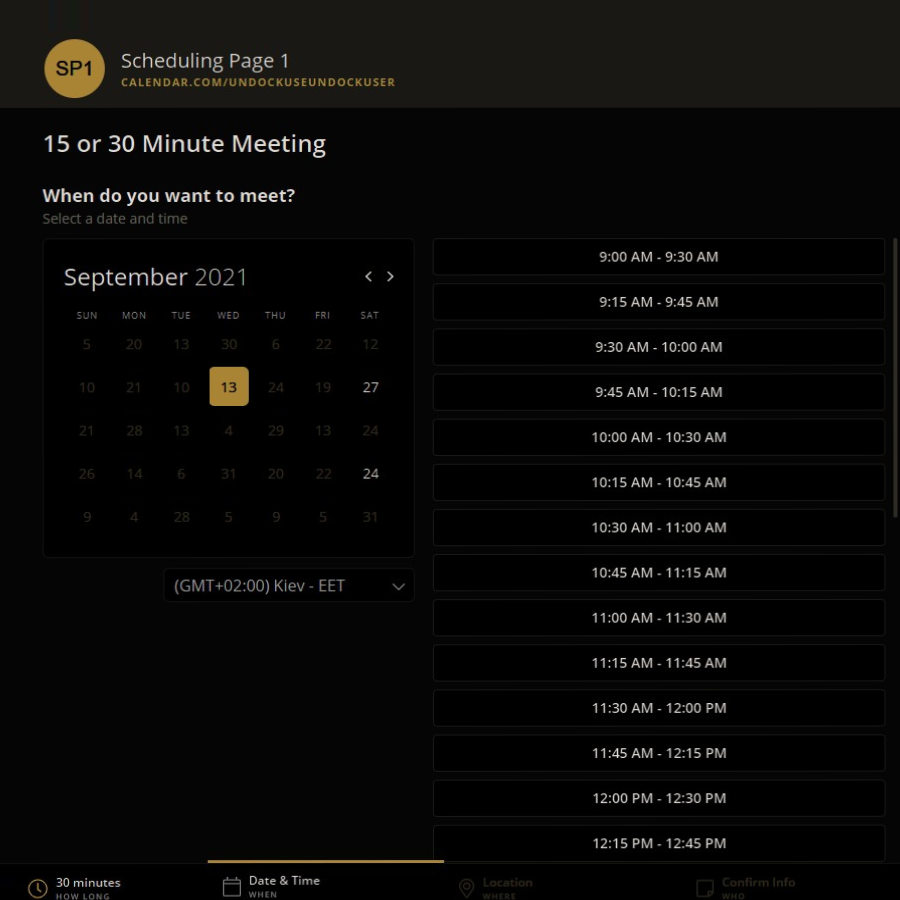 SP1
Scheduling Page 1
CALENDAR.COM/UNDOCKUSEUNDOCKUSER
15 or 30 Minute Meeting
When do you want to meet?
Select a date and time
September 2021
SUN MON TUE WED THU FRI SAT
5 20 13 30 6 22 12
10 21 10 13 24 19 27
21 28 13 4 29 13 24
26 14 6 31 20 22 24
9 4 28 5 9 5 31
(GMT+02:00) Kiev - EET
9:00 AM - 9:30 AM
9:15 AM - 9:45 AM
9:30 AM - 10:00 AM
9:45 AM - 10:15 AM
10:00 AM - 10:30 AM
10:15 AM - 10:45 AM
10:30 AM - 11:00 AM
10:45 AM - 11:15 AM
11:00 AM - 11:30 AM
11:15 AM - 11:45 AM
11:30 AM - 12:00 PM
11:45 AM - 12:15 PM
12:00 PM - 12:30 PM
12:15 PM - 12:45 PM
30 minutes
HOW LONG
Date & Time
WHEN
Location
WHERE
Confirm Info
WHO